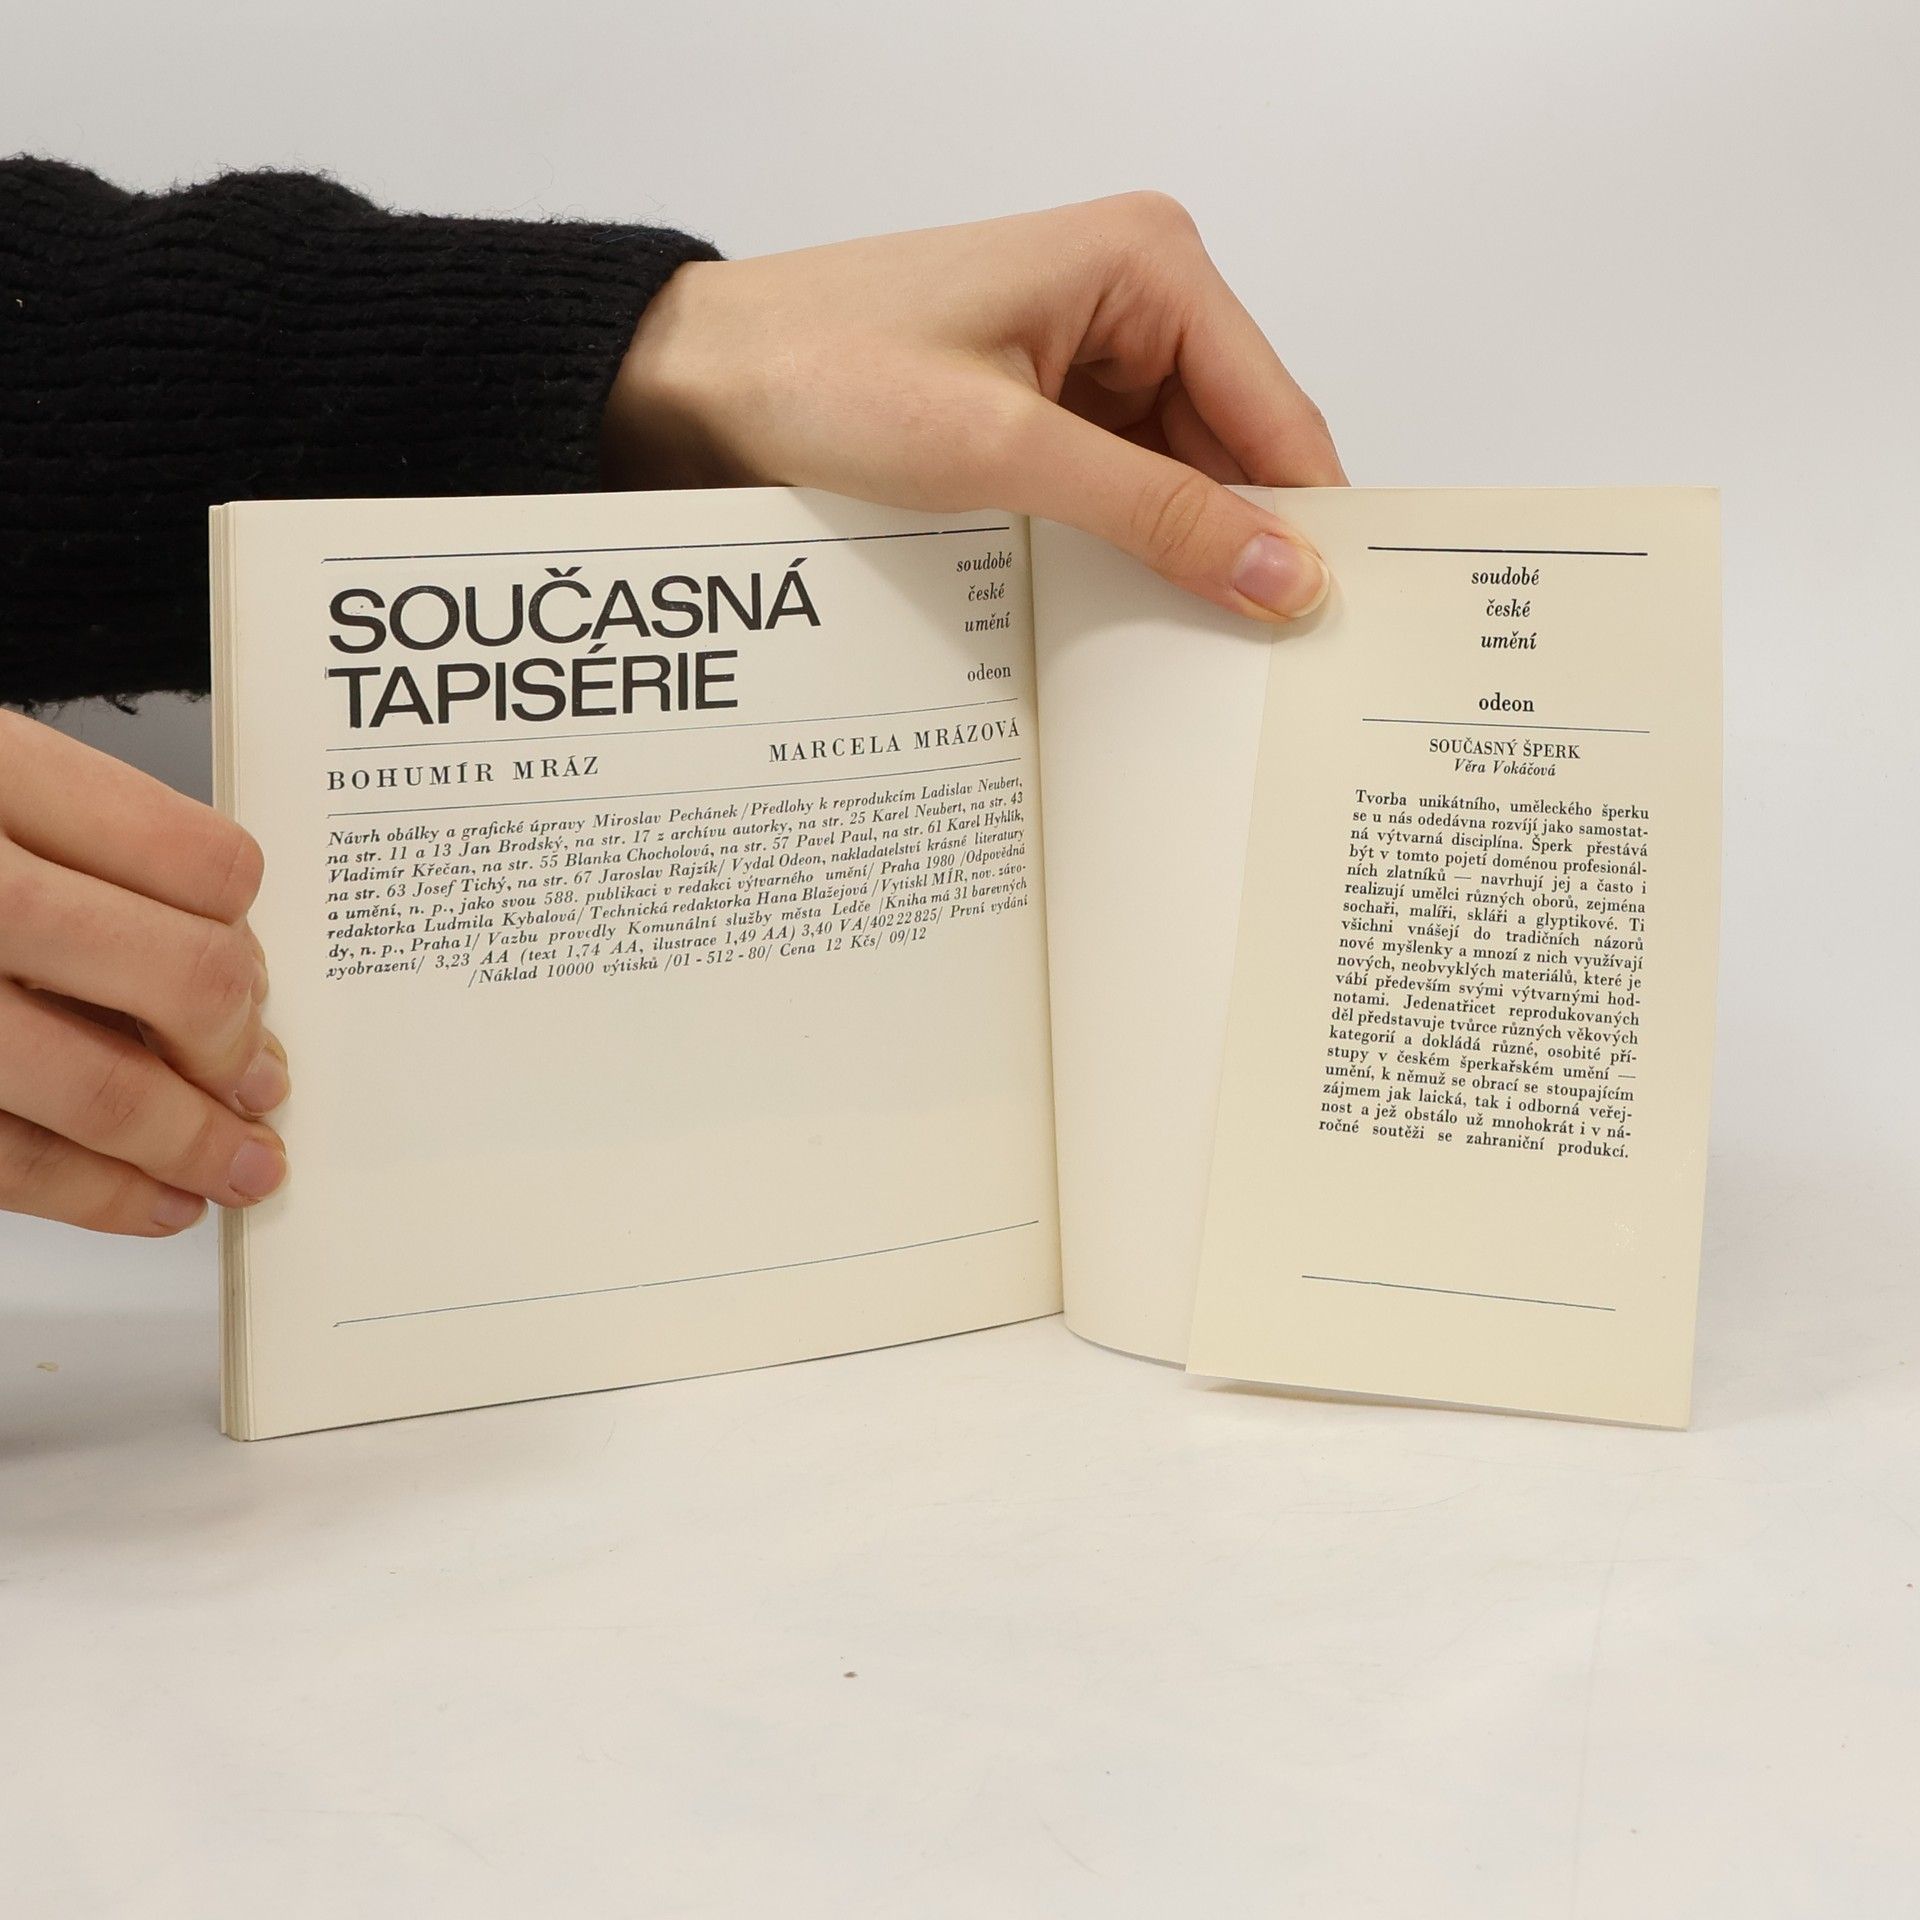 SOUČASNÁ
TAPISÉRIE
soudobé
české
umění
odeon
BOHUMÍR MRÁZ
MARCELA MRÁZOVÁ
Návrh obálky a grafické úpravy Miroslav Pechánek /Předlohy k reprodukcím Ladislav Neubert,
na str. 11 a 13 Jan Brodský, na str. 17 z archívu autorky, na str. 25 Karel Neubert, na str. 43
Vladimír Křečan, na str. 55 Blanka Chocholová, na str. 57 Pavel Paul, na str. 61 Karel Hyhlík,
na str. 63 Josef Tichý, na str. 67 Jaroslav Rajzík/ Vydal Odeon, nakladatelství krásné literatury
a umění, n. p., jako svou 588. publikaci v redakci výtvarného umění/ Praha 1980 /Odpovědná
redaktorka Ludmila Kybalová/ Technická redaktorka Hana Blažejová /Vytiskl MÍR, nov. závo-
dy, n. p., Praha 1/ Vazbu provedly Komunální služby města Ledče /Kniha má 31 barevných
vyobrazení/ 3,23 AA (text 1,74 AA, ilustrace 1,49 AA) 3,40 VA/402 22 825/ První vydání
/Náklad 10000 výtisků /01 - 512 - 80/ Cena 12 Kčs/ 09/12
soudobé
české
umění
odeon
SOUČASNÝ ŠPERK
Věra Vokáčová
Tvorba unikátního, uměleckého šperku
se u nás odedávna rozvíjí jako samostat-
ná výtvarná disciplína. Šperk přestává
být v tomto pojetí doménou profesionál-
ních zlatníků — navrhují jej a často i
realizují umělci různých oborů, zejména
sochaři, malíři, skláři a glyptikové. Ti
všichni vnášejí do tradičních názorů
nové myšlenky a mnozí z nich využívají
nových, neobvyklých materiálů, které je
vábí především svými výtvarnými hod-
notami. Jedenatřicet reprodukovaných
děl představuje tvůrce různých věkových
kategorií a dokládá různé, osobité pří-
stupy v českém šperkařském umění —
umění, k němuž se obrací se stoupajícím
zájmem jak laická, tak i odborná veřej-
nost a jež obstálo už mnohokrát i v ná-
ročné soutěži se zahraniční produkcí.